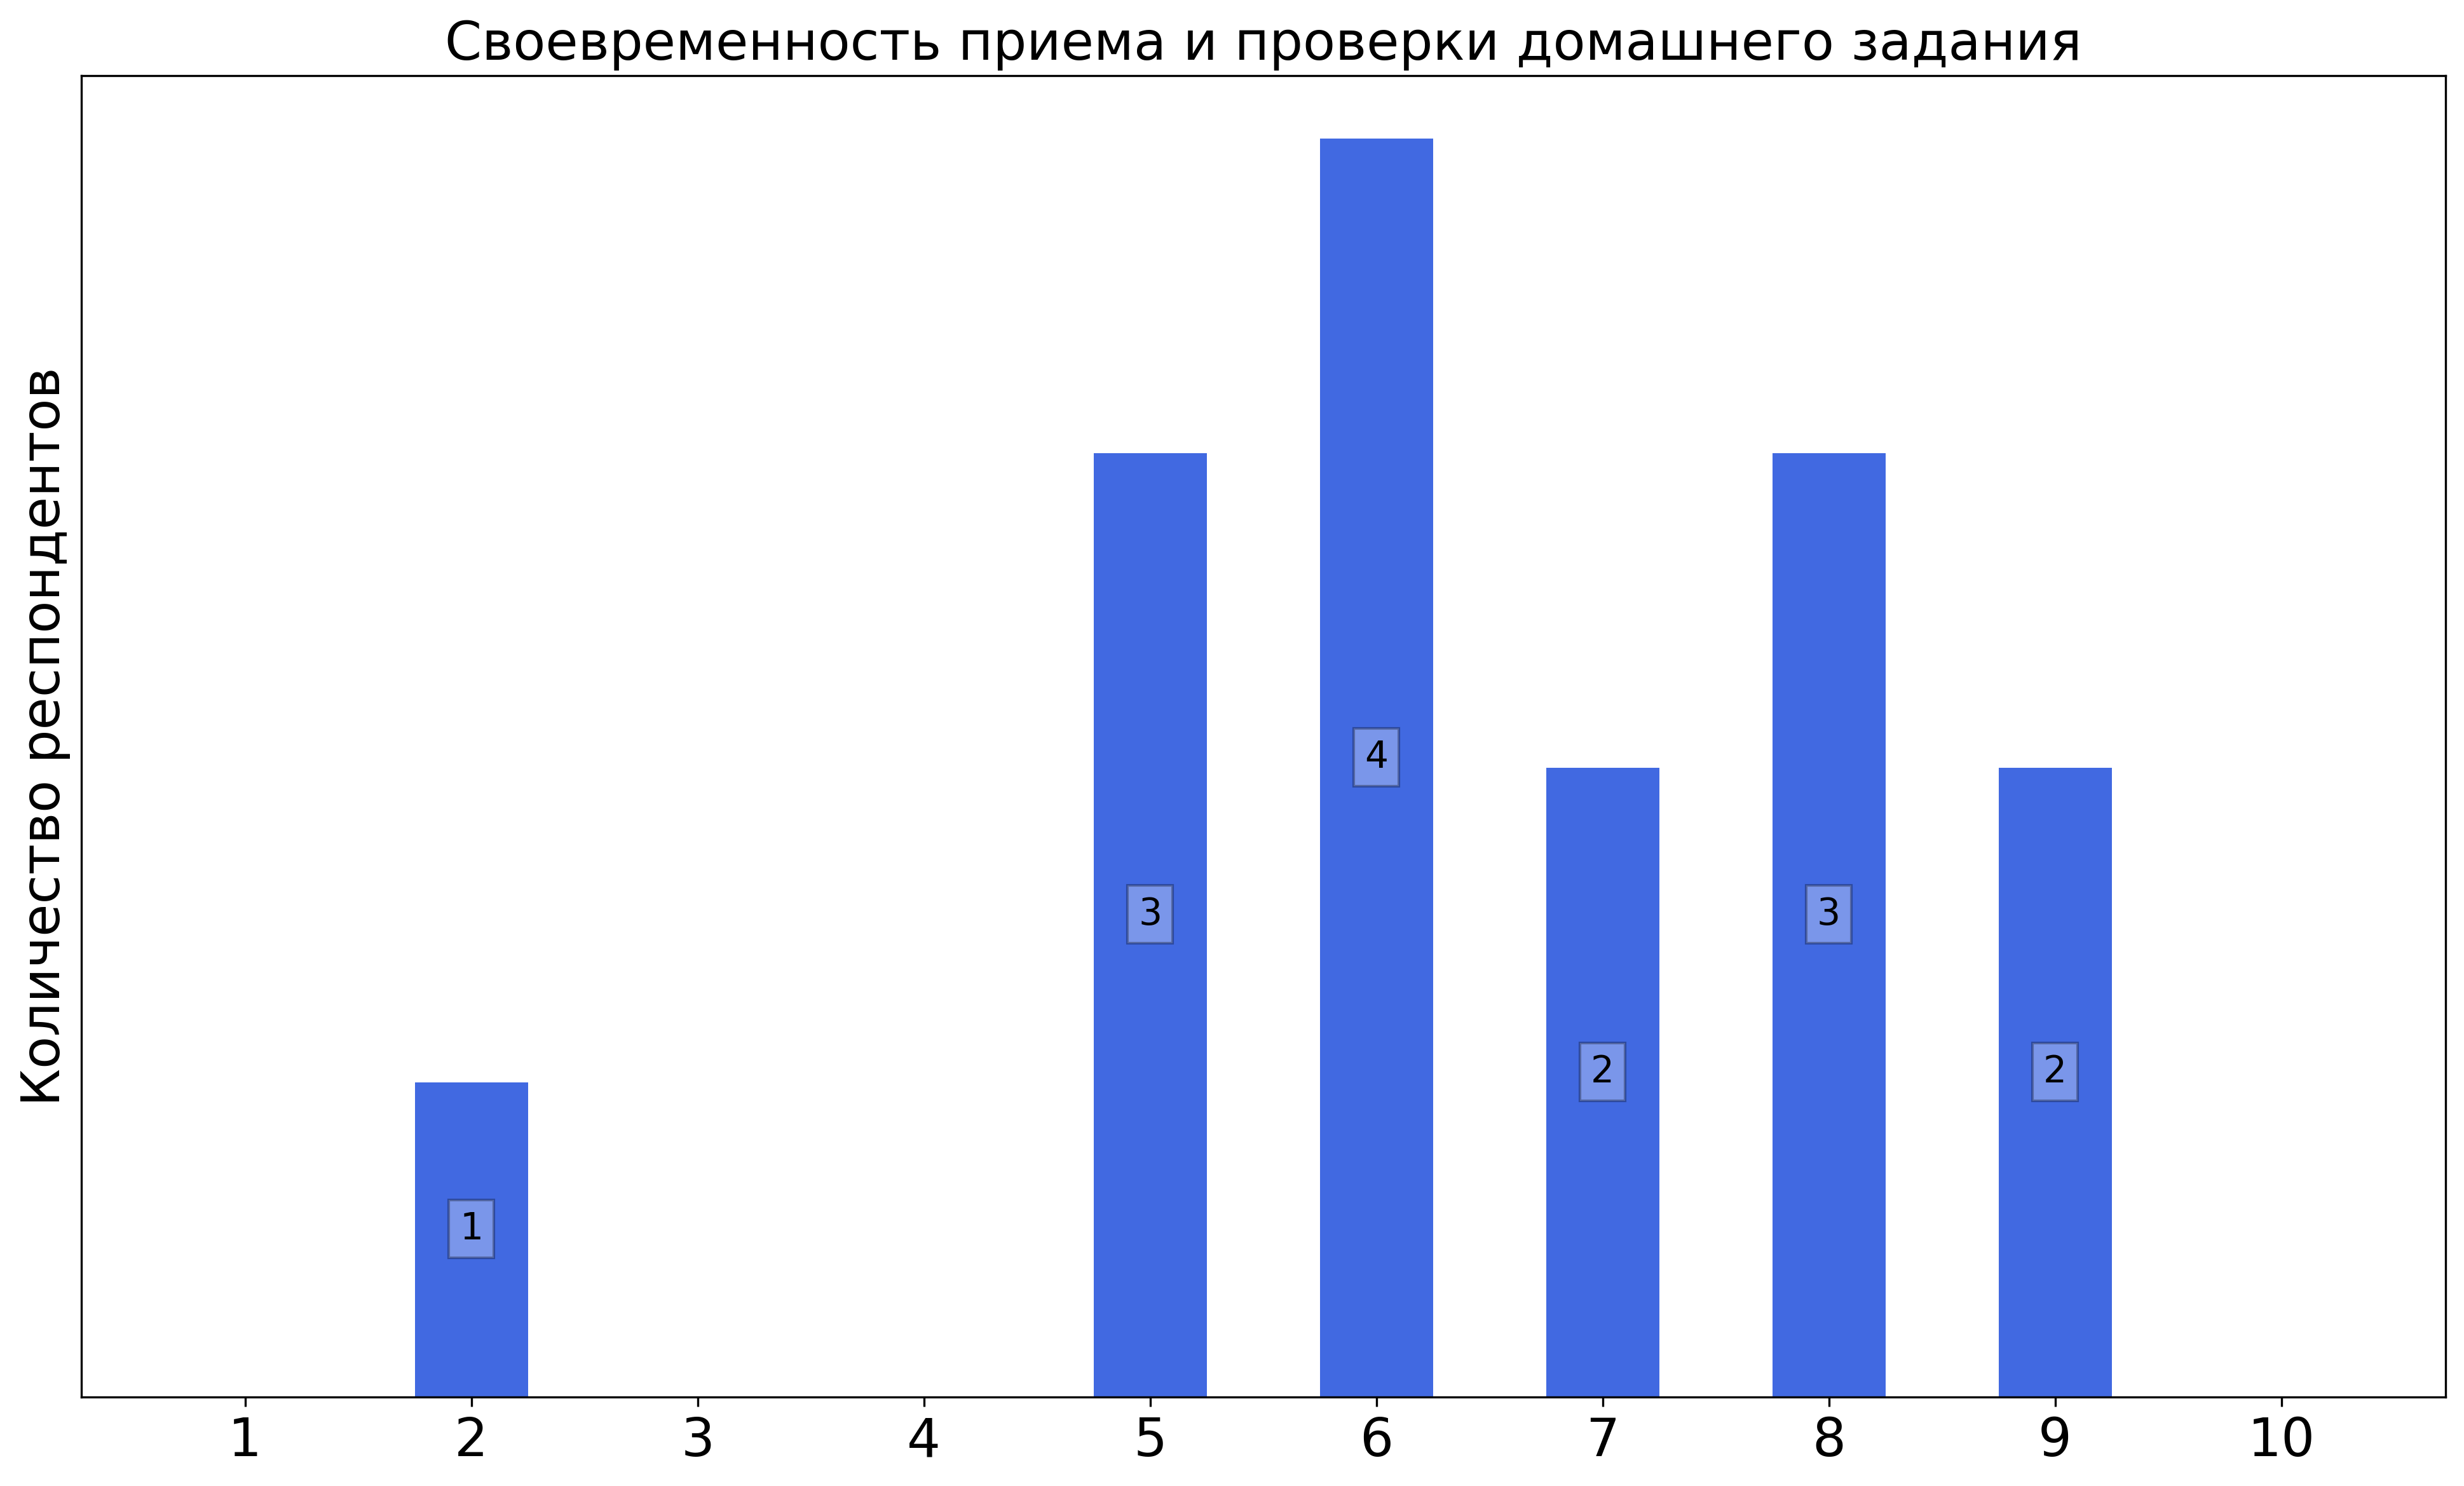 Своевременность приема и проверки домашнего задания
Количество респондентов
4
3
3
2
2
1
1 2 3 4 5 6 7 8 9 10